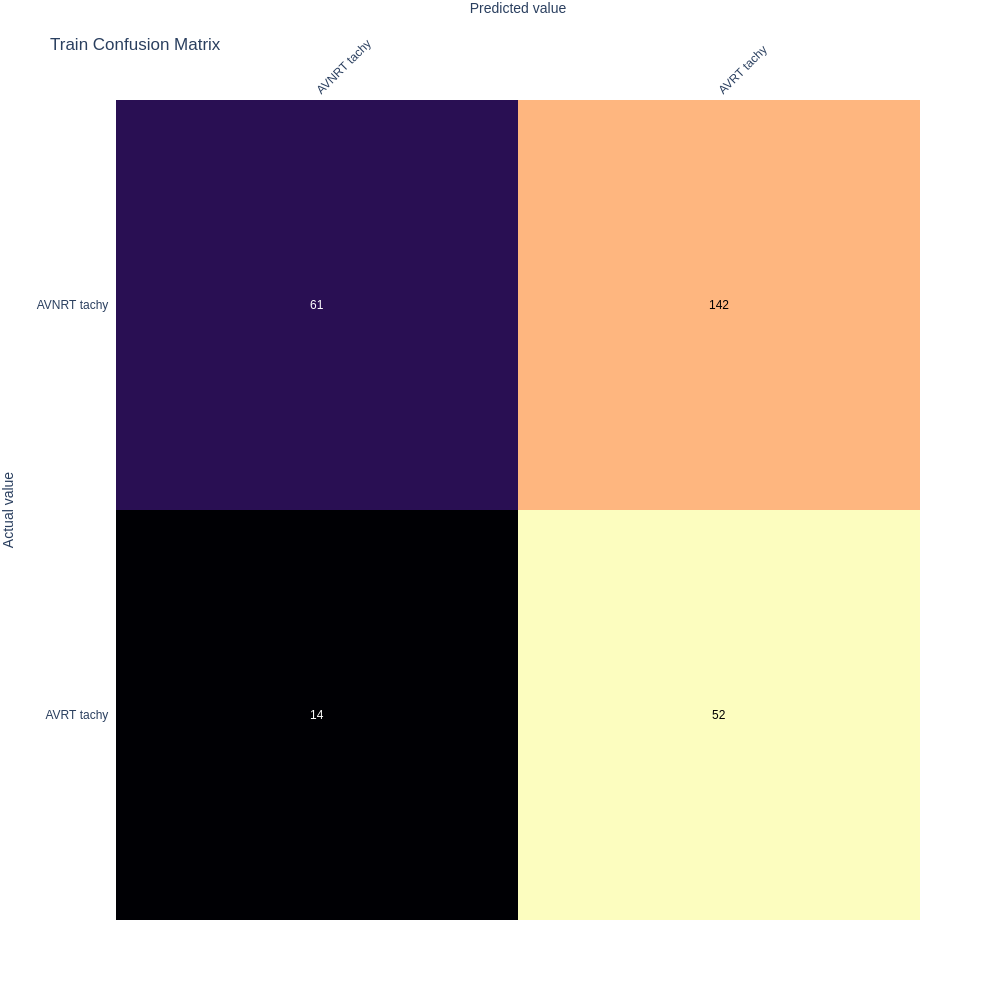 Predicted value
Train Confusion Matrix
AVNRT tachy
AVRT tachy
AVNRT tachy
61
142
Actual value
AVRT tachy
14
52